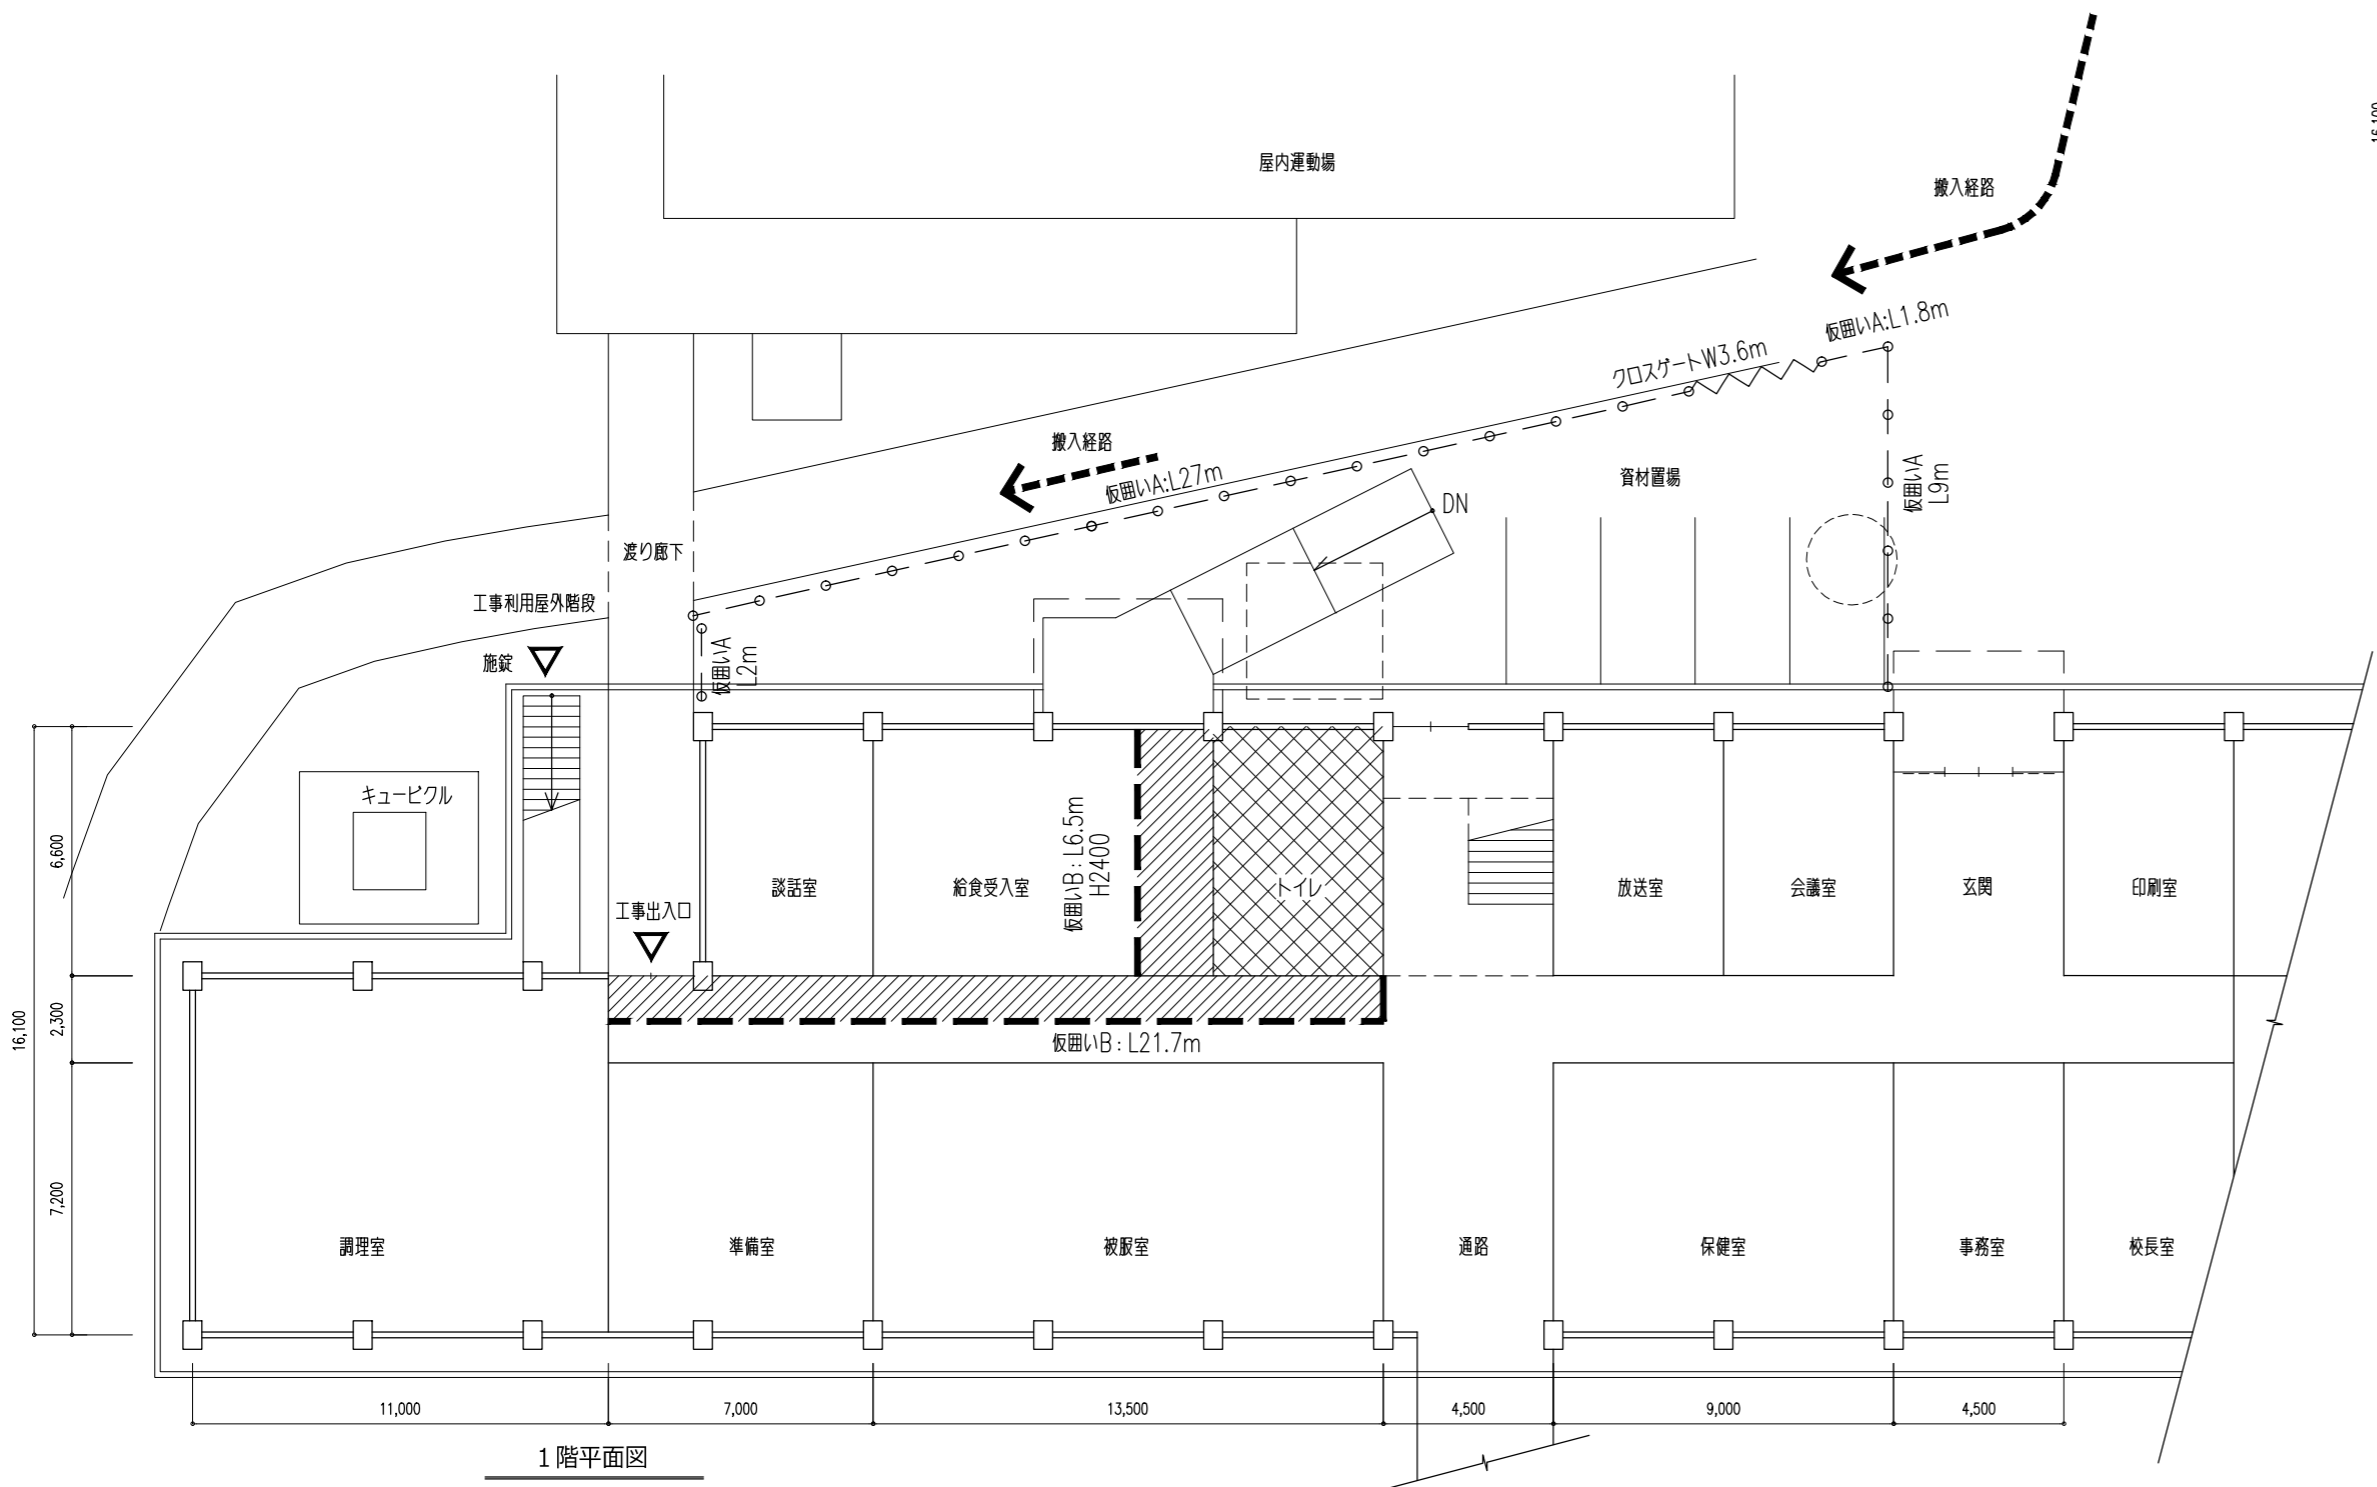 屋内運動場
搬入経路
16,100
仮囲いA:L1.8m
クロスゲートW3.6m
搬入経路
仮囲いA:L27m
資材置場
仮囲いA
L9m
DN
渡り廊下
工事利用屋外階段
施錠
仮囲いA
L2m
キュービクル
工事出入口
談話室
給食受入室
仮囲いB:L6.5m
H2400
トイレ
放送室
会議室
玄関
印刷室
6,600
2,300
16,100
7,200
仮囲いB:L21.7m
調理室
準備室
被服室
通路
保健室
事務室
校長室
11,000
7,000
13,500
4,500
9,000
4,500
1階平面図